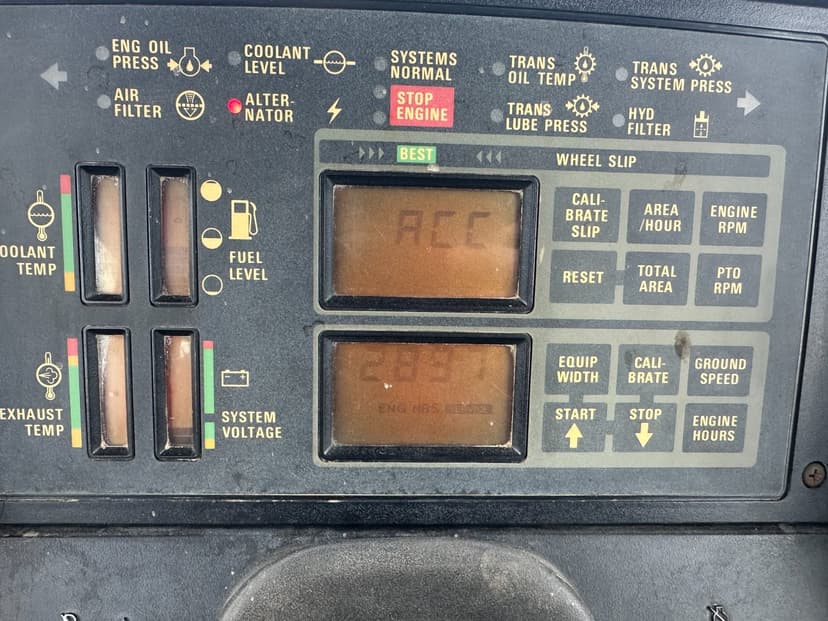 ENG OIL
PRESS
COOLANT
LEVEL
SYSTEMS
NORMAL
TRANS
OIL TEMP
TRANS
SYSTEM PRESS
AIR
FILTER
ALTER-
NATOR
STOP
ENGINE
TRANS
LUBE PRESS
HYD
FILTER
BEST
WHEEL SLIP
OOLANT
TEMP
FUEL
LEVEL
ACC
CALI-
BRATE
SLIP
AREA
/HOUR
ENGINE
RPM
RESET
TOTAL
AREA
PTO
RPM
EXHAUST
TEMP
SYSTEM
VOLTAGE
ENG HRS
EQUIP
WIDTH
CALI-
BRATE
GROUND
SPEED
START
STOP
ENGINE
HOURS